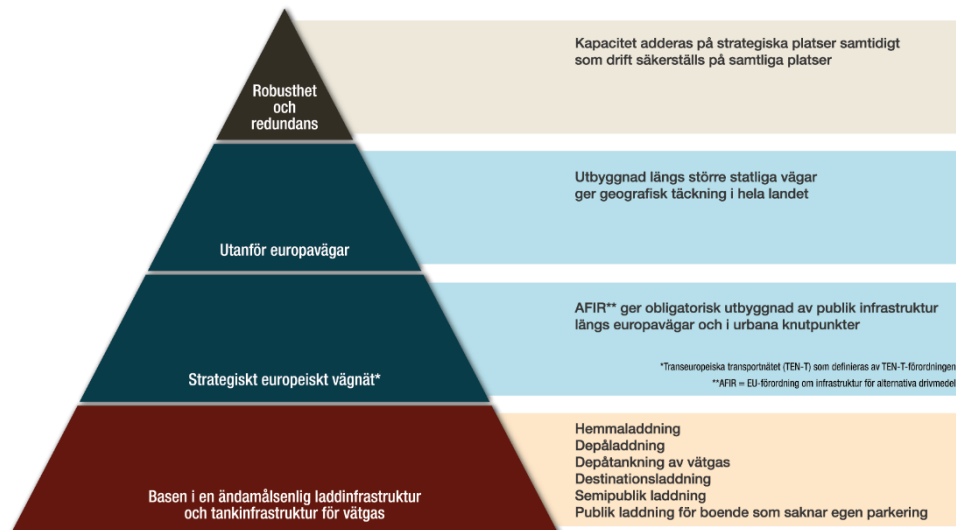 Robusthet
och
redundans
Kapacitet adderas på strategiska platser samtidigt
som drift säkerställs på samtliga platser
Utanför europavägar
Utbyggnad längs större statliga vägar
ger geografisk täckning i hela landet
Strategiskt europeiskt vägnät*
AFIR** ger obligatorisk utbyggnad av publik infrastruktur
längs europavägar och i urbana knutpunkter
*Transeuropeiska transportnätet (TEN-T) som definieras av TEN-T-förordningen
**AFIR = EU-förordning om infrastruktur för alternativa drivmedel
Basen i en ändamålsenlig laddinfrastruktur
och tankinfrastruktur för vätgas
Hemmaladdning
Depåladdning
Depåtankning av vätgas
Destinationsladdning
Semipublik laddning
Publik laddning för boende som saknar egen parkering